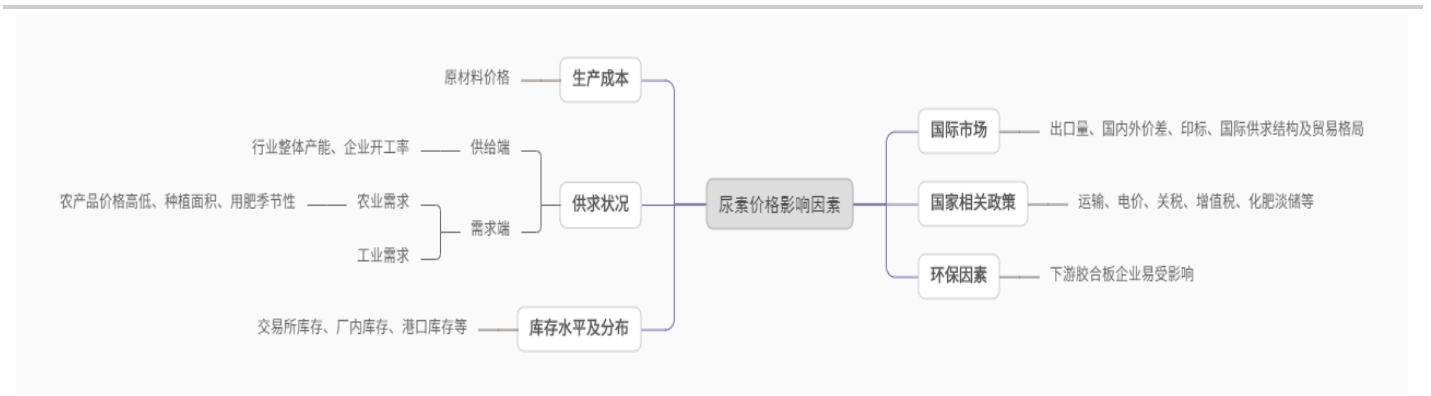 原材料价格
生产成本
行业整体产能、企业开工率
供给端
农产品价格高低、种植面积、用肥季节性
农业需求
需求端
工业需求
供求状况
交易所库存、厂内库存、港口库存等
库存水平及分布
尿素价格影响因素
国际市场
出口量、国内外价差、印标、国际供求结构及贸易格局
国家相关政策
运输、电价、关税、增值税、化肥淡储等
环保因素
下游胶合板企业易受影响